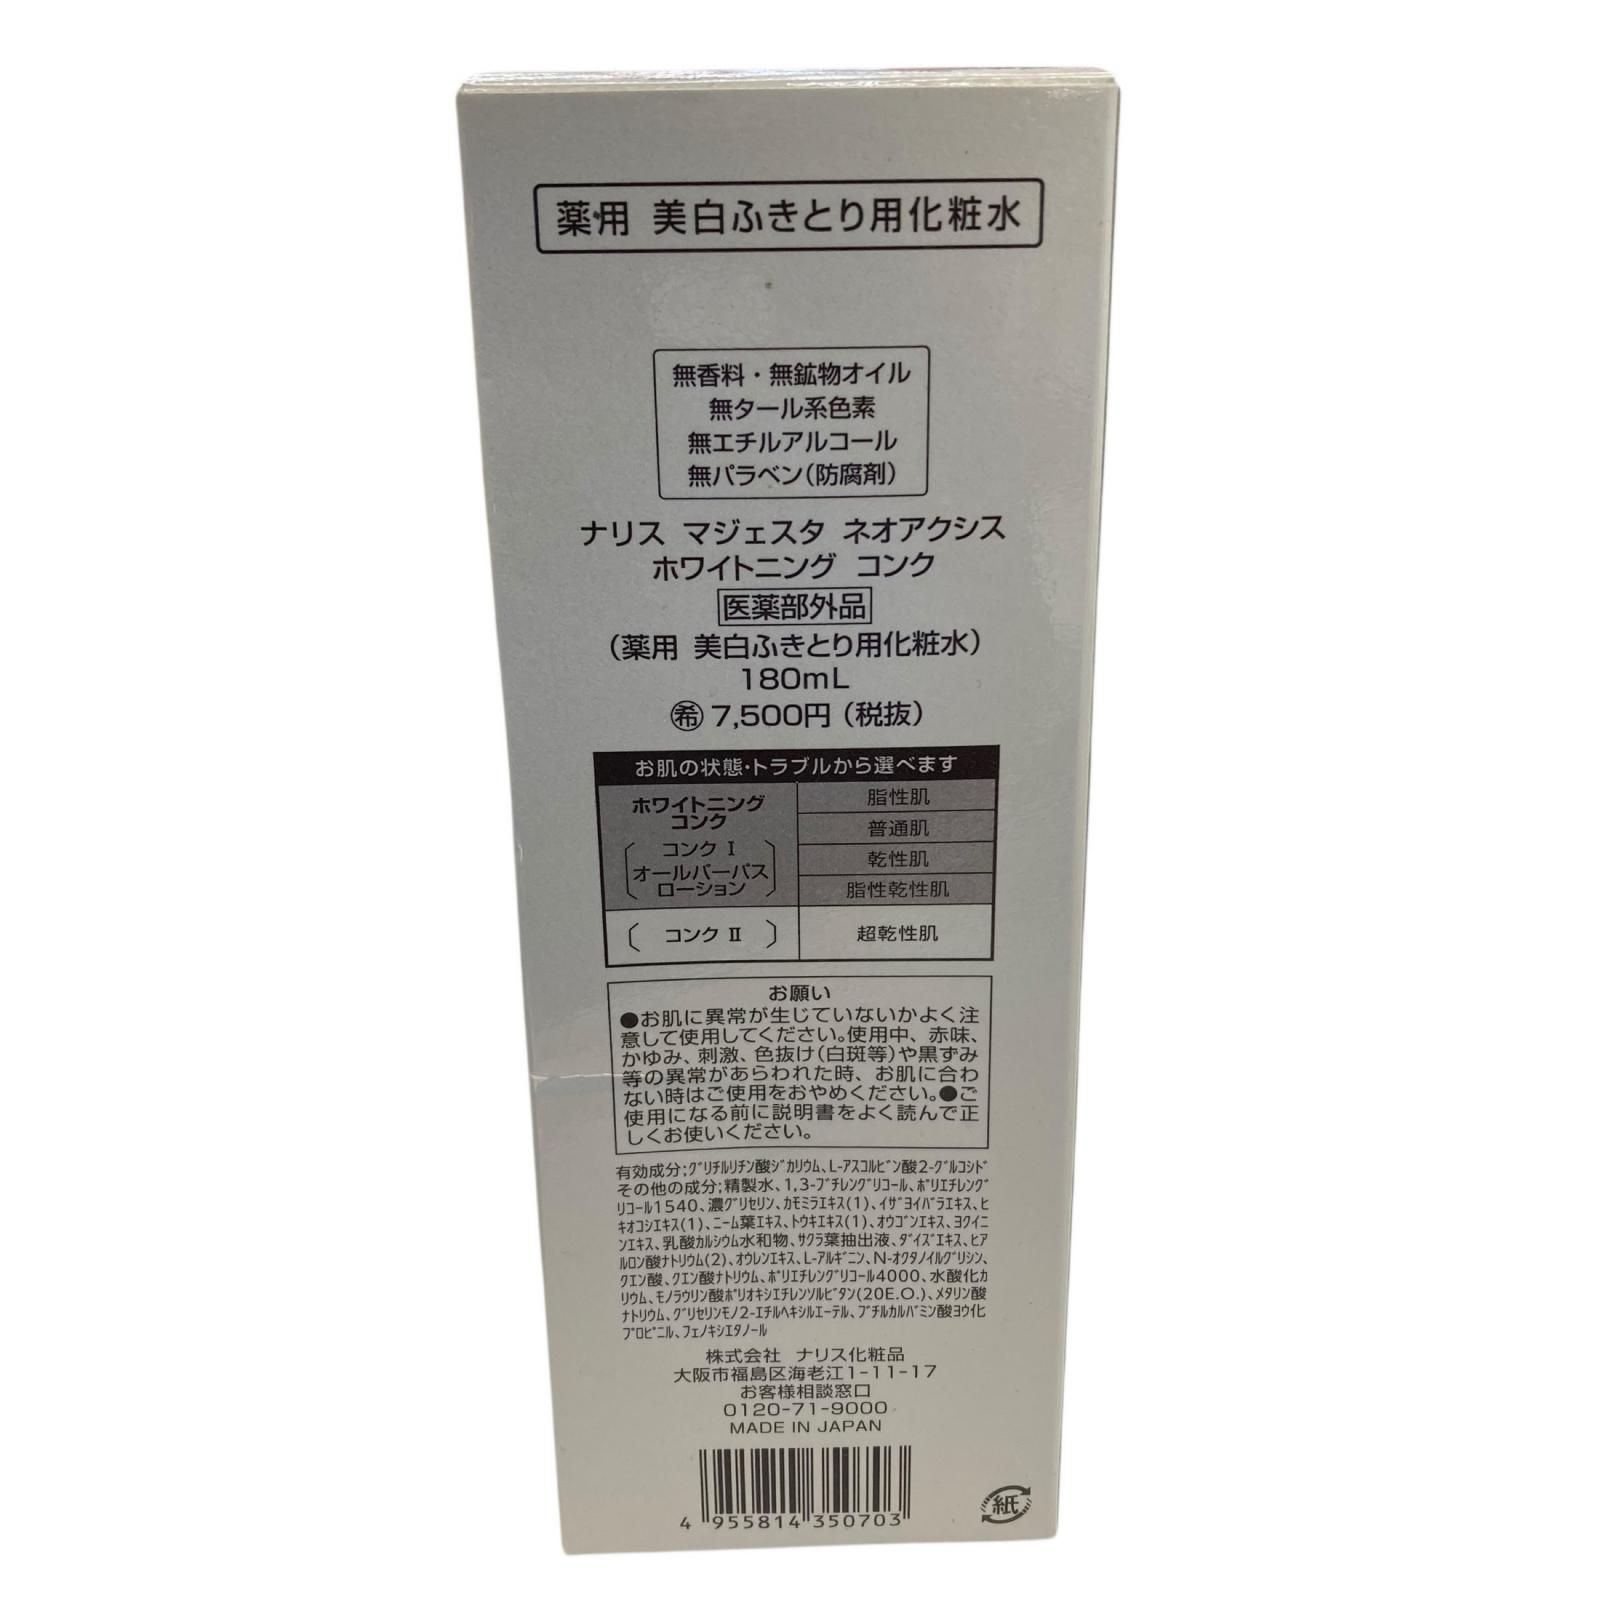 薬用 美白ふきとり用化粧水
無香料・無鉱物オイル
無タール系色素
無エチルアルコール
無パラベン(防腐剤)
ナリス マジェスタ ネオアクシス
ホワイトニング コンク
医薬部外品
(薬用 美白ふきとり用化粧水)
180mL
㊡7,500円(税抜)
お肌の状態・トラブルから選べます
ホワイトニング
コンク
コンク Ⅰ
オールパーパス
ローション
脂性肌
普通肌
乾性肌
脂性乾性肌
コンク Ⅱ
超乾性肌
お願い
●お肌に異常が生じていないかよく注
意して使用してください。使用中、赤味、
かゆみ、刺激、色抜け(白斑等)や黒ずみ
等の異常があらわれた時、お肌に合わ
ない時はご使用をおやめください。●ご
使用になる前に説明書をよく読んで正
しくお使いください。
有効成分;グリチルリチン酸ジカリウム、L-アスコルビン酸2-グルコシド
その他の成分;精製水、1,3-ブチレングリコール、ポリエチレング
リコール1540、濃グリセリン、カモミラエキス(1)、イザヨイバラエキス、ヒ
キオコシエキス(1)、ニーム葉エキス、トウキエキス(1)、オウゴンエキス、ヨクイニ
ンエキス、乳酸カルシウム水和物、サクラ葉抽出液、ダイズエキス、ヒア
ルロン酸ナトリウム(2)、オウレンエキス、L-アルギニン、N-オクタノイルグリシン、
クエン酸、クエン酸ナトリウム、ポリエチレングリコール4000、水酸化カ
リウム、モノラウリン酸ポリオキシエチレンソルビタン(20E.O.)、メタリン酸
ナトリウム、グリセリンモノ2-エチルヘキシルエーテル、ブチルカルバミン酸ヨウ化
プロピニル、フェノキシエタノール
株式会社 ナリス化粧品
大阪市福島区海老江1-11-17
お客様相談窓口
0120-71-9000
MADE IN JAPAN
4 955814 350703
紙